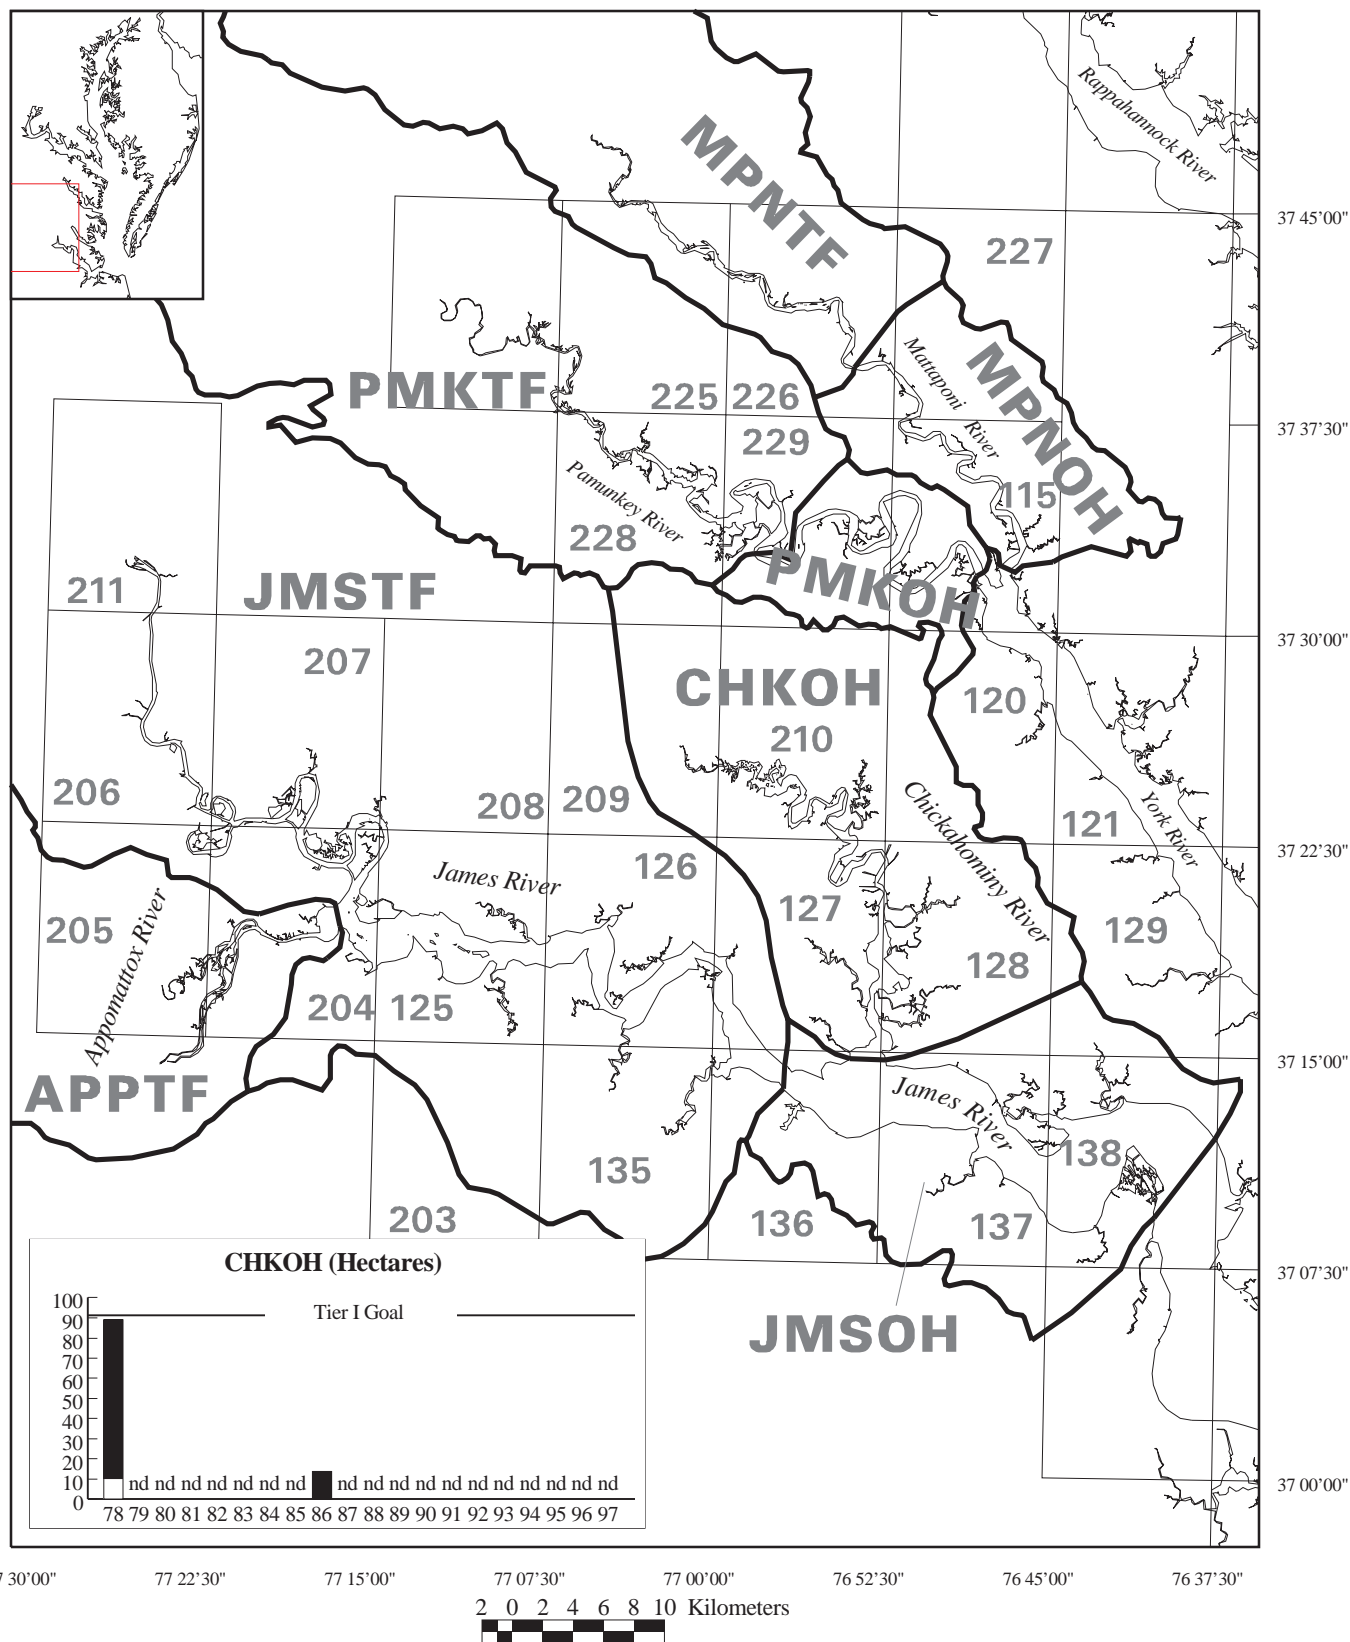 Rappahannock River
MPNTF
37 45'00"
227
Mattaponi River
MPNOH
PMKTF
225
226
37 37'30"
229
115
Pamunkey River
228
PMKOH
211
JMSTF
37 30'00"
207
CHKOH
120
210
206
208
209
Chickahominy River
121
York River
37 22'30"
126
James River
127
205
Appomattox River
129
128
204
125
37 15'00"
APPTF
James River
138
135
203
136
137
37 07'30"
JMSOH
CHKOH (Hectares)
Tier I Goal
100
90
80
70
60
50
40
30
20
10
0
nd nd nd nd nd nd nd nd nd nd nd nd nd nd nd nd nd nd
78 79 80 81 82 83 84 85 86 87 88 89 90 91 92 93 94 95 96 97
37 00'00"
30'00" 77 22'30" 77 15'00" 77 07'30" 77 00'00" 76 52'30" 76 45'00" 76 37'30"
2 0 2 4 6 8 10 Kilometers